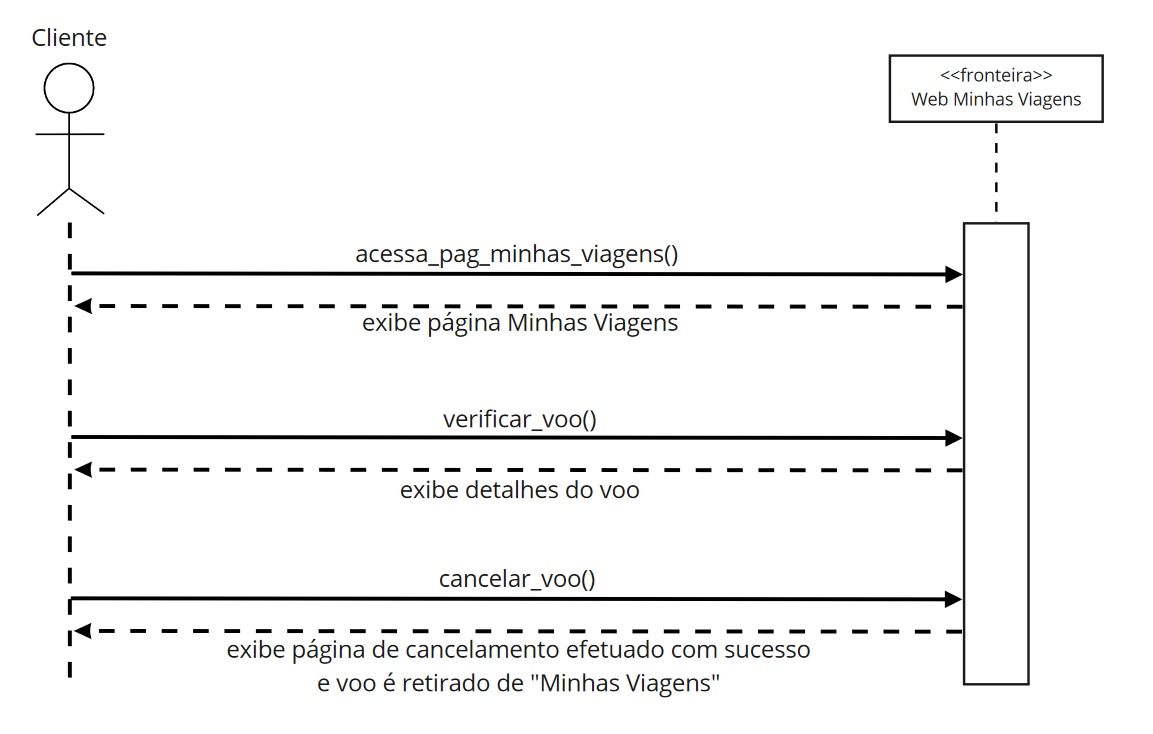 Cliente
<<fronteira>>
Web Minhas Viagens
acessa_pag_minhas_viagens()
exibe página Minhas Viagens
verificar_voo()
exibe detalhes do voo
cancelar_voo()
exibe página de cancelamento efetuado com sucesso
e voo é retirado de "Minhas Viagens"